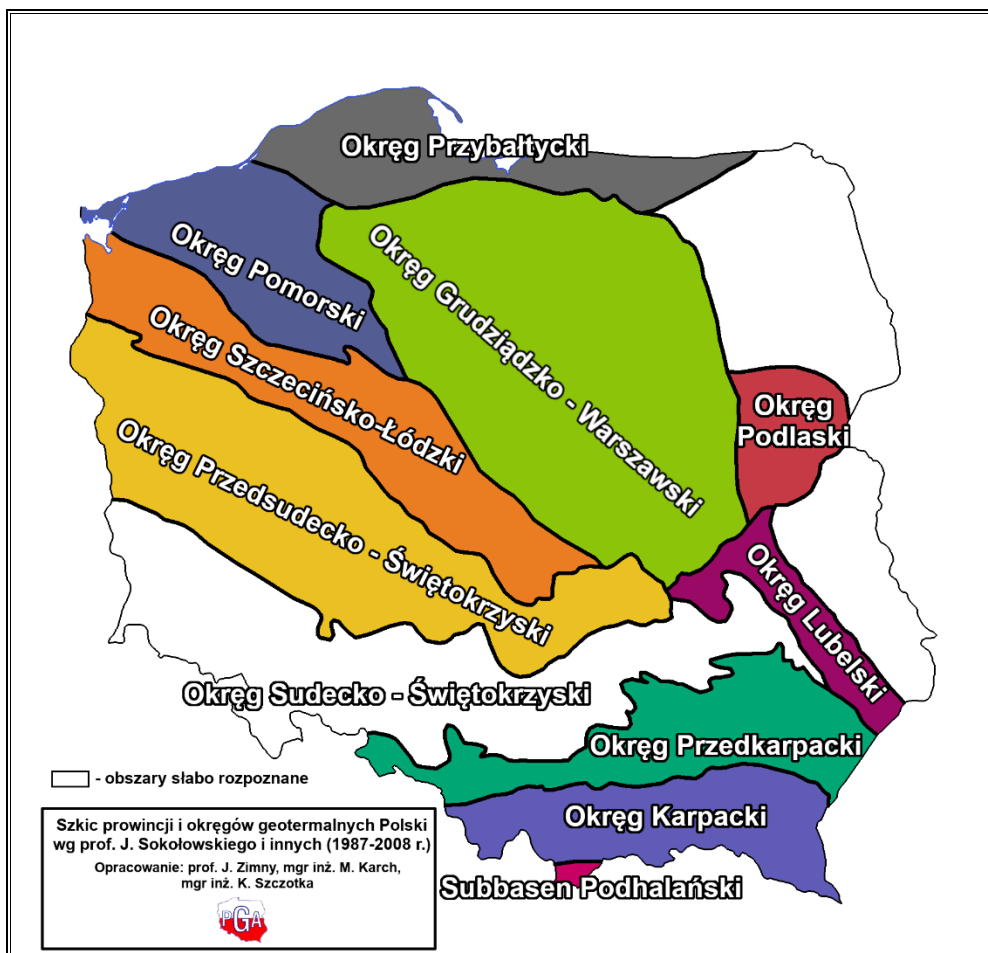 Okręg Przybałtycki
Okręg Pomorski
Okręg Grudziądzko - Warszawski
Okręg Szczecińsko-Łódzki
Okręg Podlaski
Okręg Przedsudecko - Świętokrzyski
Okręg Lubelski
Okręg Sudecko - Świętokrzyski
Okręg Przedkarpacki
Okręg Karpacki
Subbasen Podhalański
- obszary słabo rozpoznane
Szkic prowincji i okręgów geotermalnych Polski
wg prof. J. Sokołowskiego i innych (1987-2008 r.)
Opracowanie: prof. J. Zimny, mgr inż. M. Karch,
mgr inż. K. Szczotka
PGA